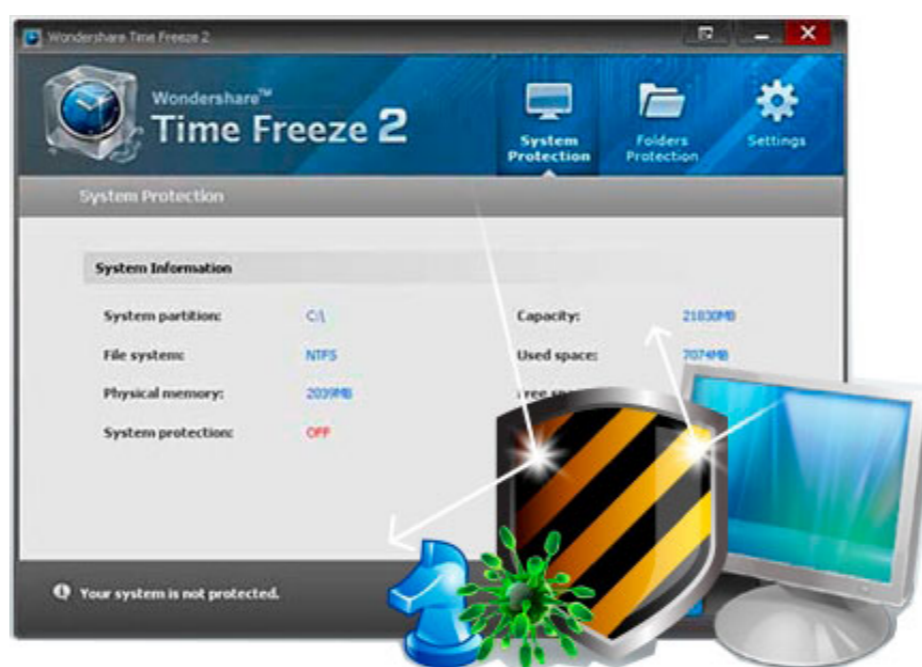 Wondershare Time Freeze 2
Wondershare™
Time Freeze 2
System Protection
Folders Protection
Settings
System Protection
System Information
System partition: C:\ Capacity: 21830MB
File system: NTFS Used space: 7074MB
Physical memory: 2039MB Free
System protection: OFF
Your system is not protected.